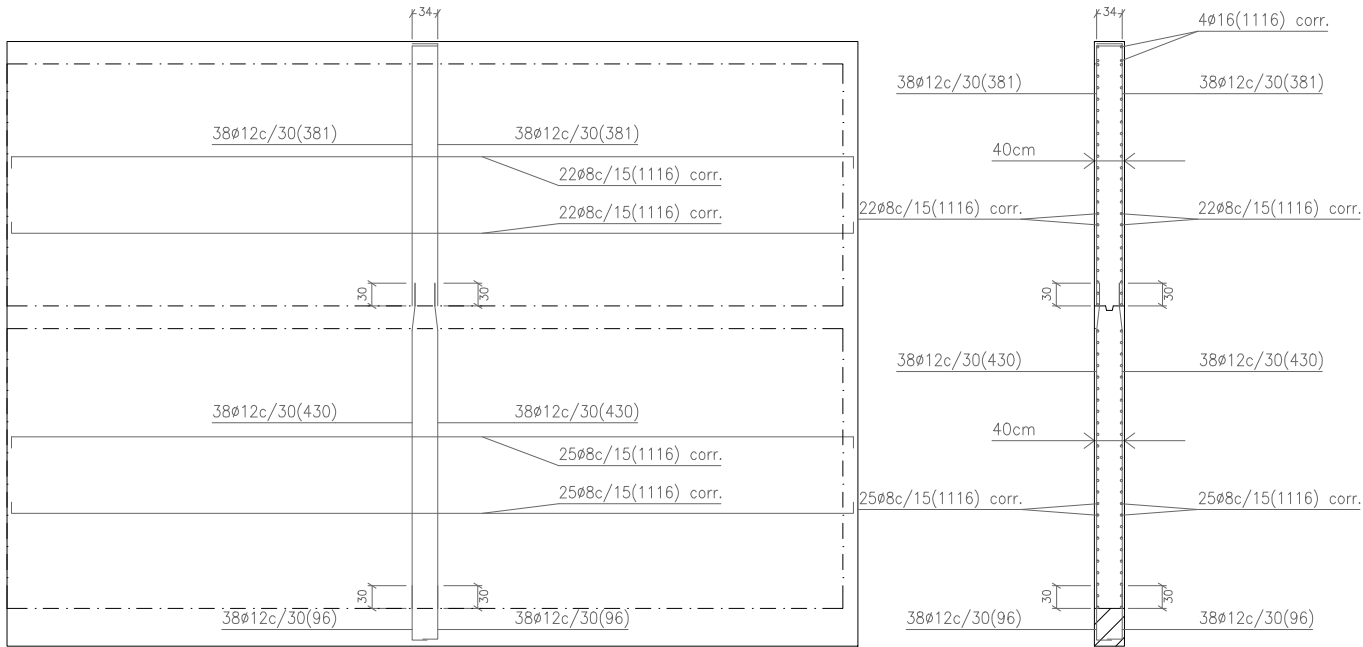 34
34
4ø16(1116) corr.
38ø12c/30(381)
38ø12c/30(381)
38ø12c/30(381)
38ø12c/30(381)
40cm
22ø8c/15(1116) corr.
22ø8c/15(1116) corr.
22ø8c/15(1116) corr.
22ø8c/15(1116) corr.
30
30
30
30
38ø12c/30(430)
38ø12c/30(430)
38ø12c/30(430)
38ø12c/30(430)
40cm
25ø8c/15(1116) corr.
25ø8c/15(1116) corr.
25ø8c/15(1116) corr.
25ø8c/15(1116) corr.
30
30
30
30
38ø12c/30(96)
38ø12c/30(96)
38ø12c/30(96)
38ø12c/30(96)